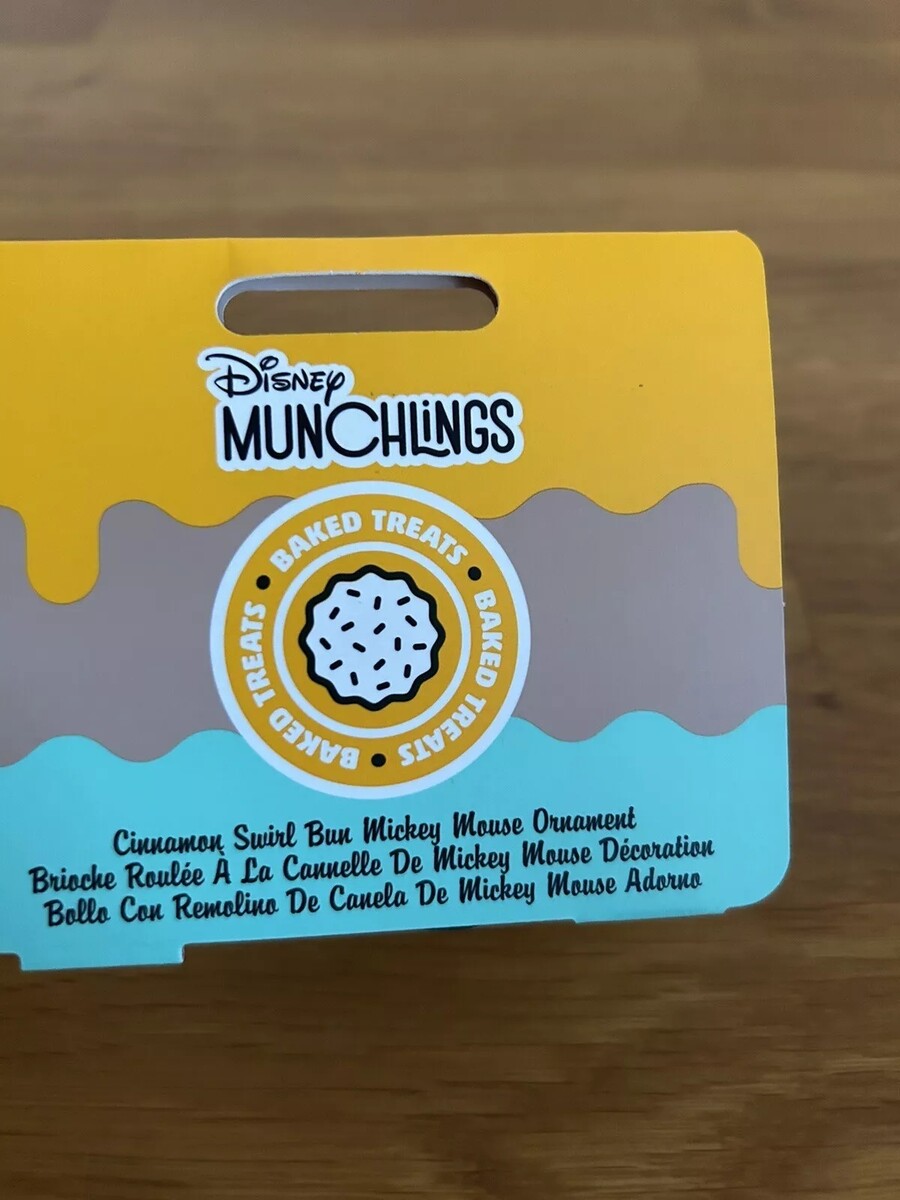 Disney
MUNCHLiNGS
BAKED TREATS • BAKED TREATS • BAKED TREATS •
Cinnamon Swirl Bun Mickey Mouse Ornament
Brioche Roulée À La Cannelle De Mickey Mouse Décoration
Bollo Con Remolino De Canela De Mickey Mouse Adorno